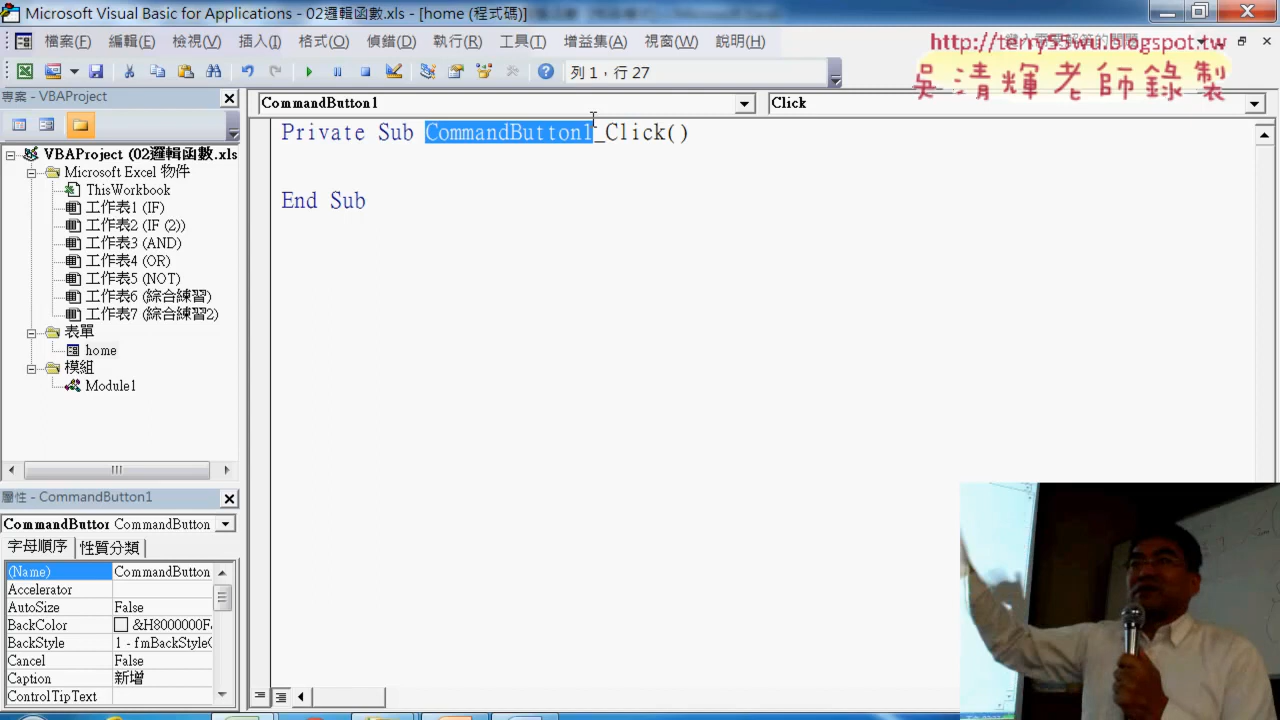 Microsoft Visual Basic for Applications - 02邏輯函數.xls - [home (程式碼)]
檔案(F) 編輯(E) 檢視(V) 插入(I) 格式(O) 偵錯(D) 執行(R) 工具(T) 增益集(A) 視窗(W) 說明(H)
http://terry55wu.blogspot.tw
吳清輝老師錄製
列 1，行 27
專案 - VBAProject
CommandButton1
Click
Private Sub CommandButton1_Click()
End Sub
VBAProject (02邏輯函數.xls
Microsoft Excel 物件
ThisWorkbook
工作表1 (IF)
工作表2 (IF (2))
工作表3 (AND)
工作表4 (OR)
工作表5 (NOT)
工作表6 (綜合練習)
工作表7 (綜合練習2)
表單
home
模組
Module1
屬性 - CommandButton1
CommandButtor CommandButton
字母順序 性質分類
(Name) CommandButton
Accelerator
AutoSize False
BackColor &H8000000F
BackStyle 1 - fmBackStyleO
Cancel False
Caption 新增
ControlTipText